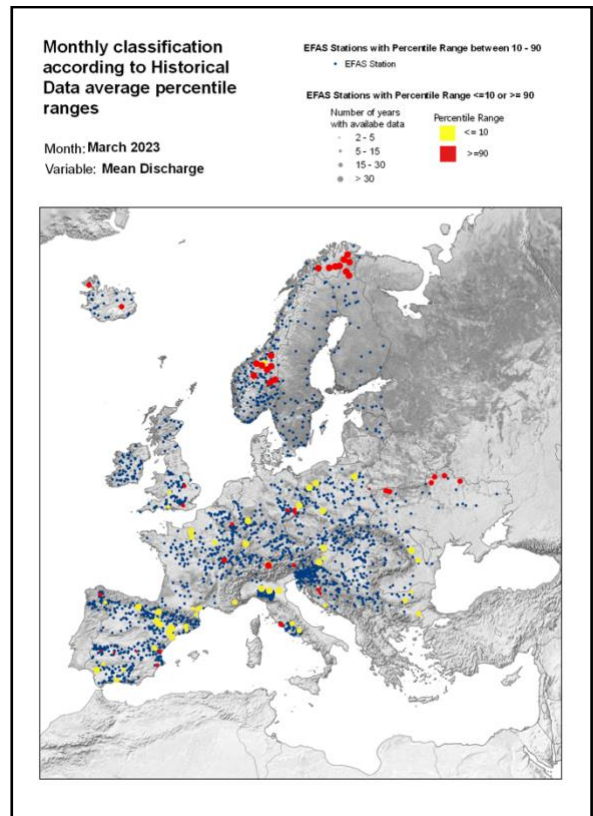 Monthly classification
according to Historical
Data average percentile
ranges
Month: March 2023
Variable: Mean Discharge
EFAS Stations with Percentile Range between 10 - 90
EFAS Station
EFAS Stations with Percentile Range <=10 or >= 90
Number of years
with availabe data
2 - 5
5 - 15
15 - 30
> 30
Percentile Range
<= 10
>=90